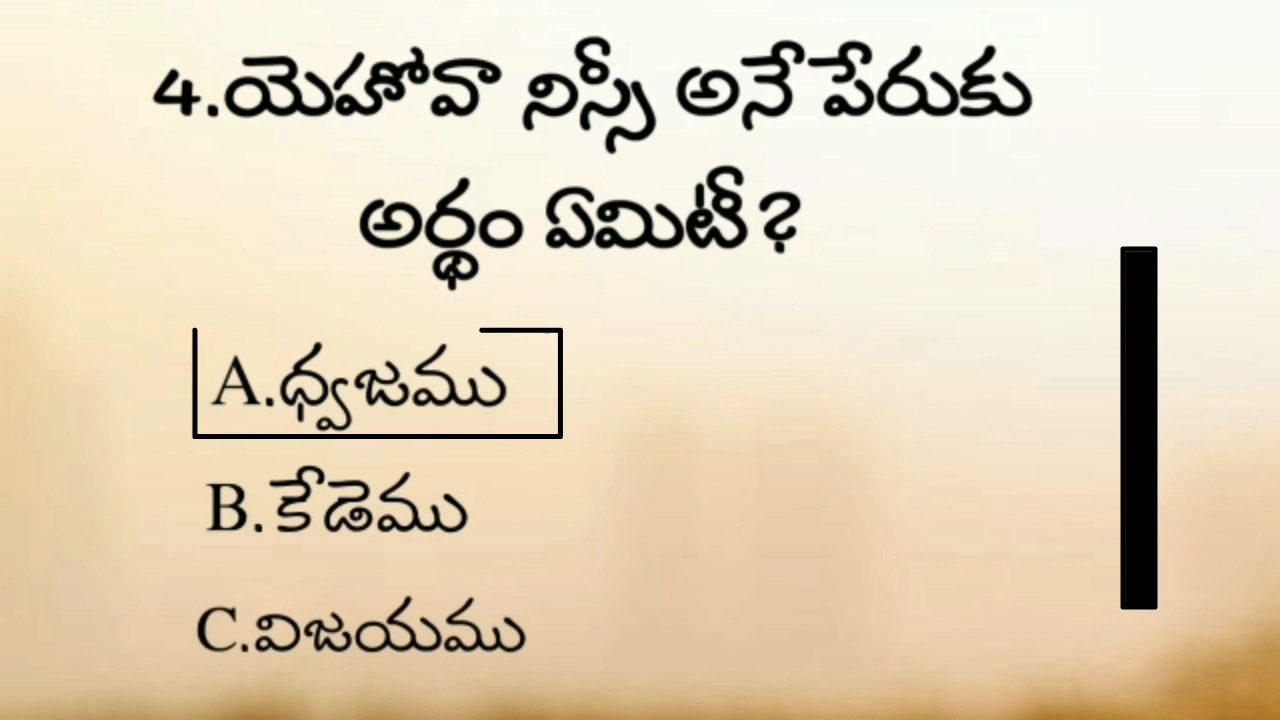 4.యెహోవా నిస్సీ అనే పేరుకు
అర్థం ఏమిటీ?
A.ధ్వజము
B.కేడెము
C.విజయము